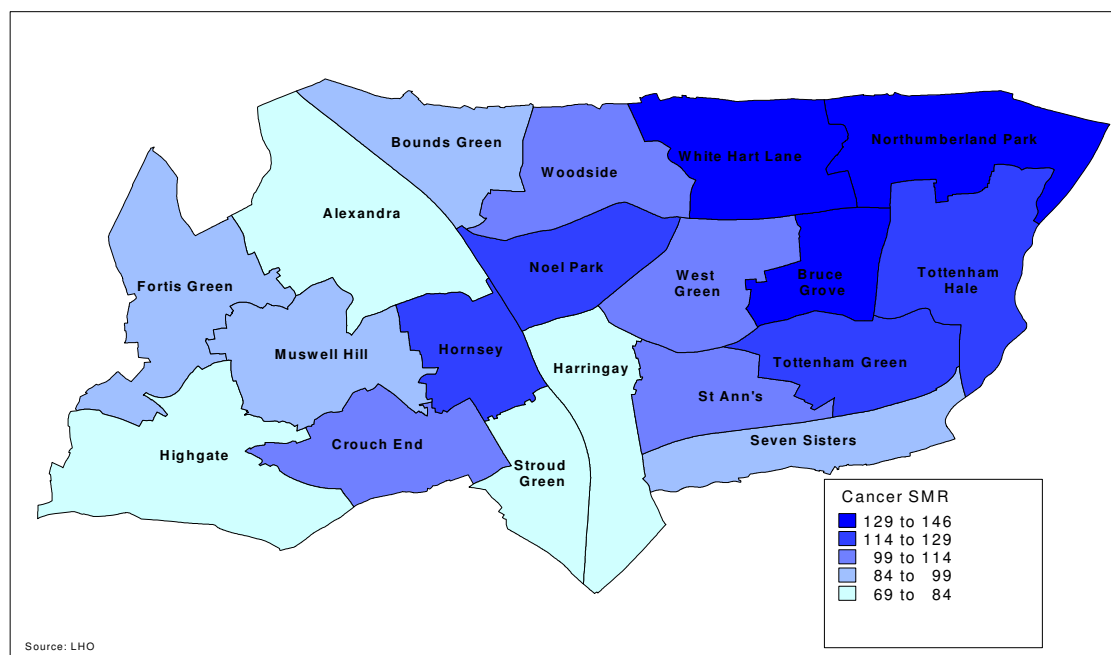 Bounds Green
Northumberland Park
White Hart Lane
Woodside
Alexandra
Noel Park
West
Green
Bruce
Grove
Tottenham
Hale
Fortis Green
Muswell Hill
Hornsey
Harringay
Tottenham Green
St Ann's
Crouch End
Seven Sisters
Highgate
Stroud
Green
Cancer SMR
129 to 146
114 to 129
99 to 114
84 to 99
69 to 84
Source: LHO